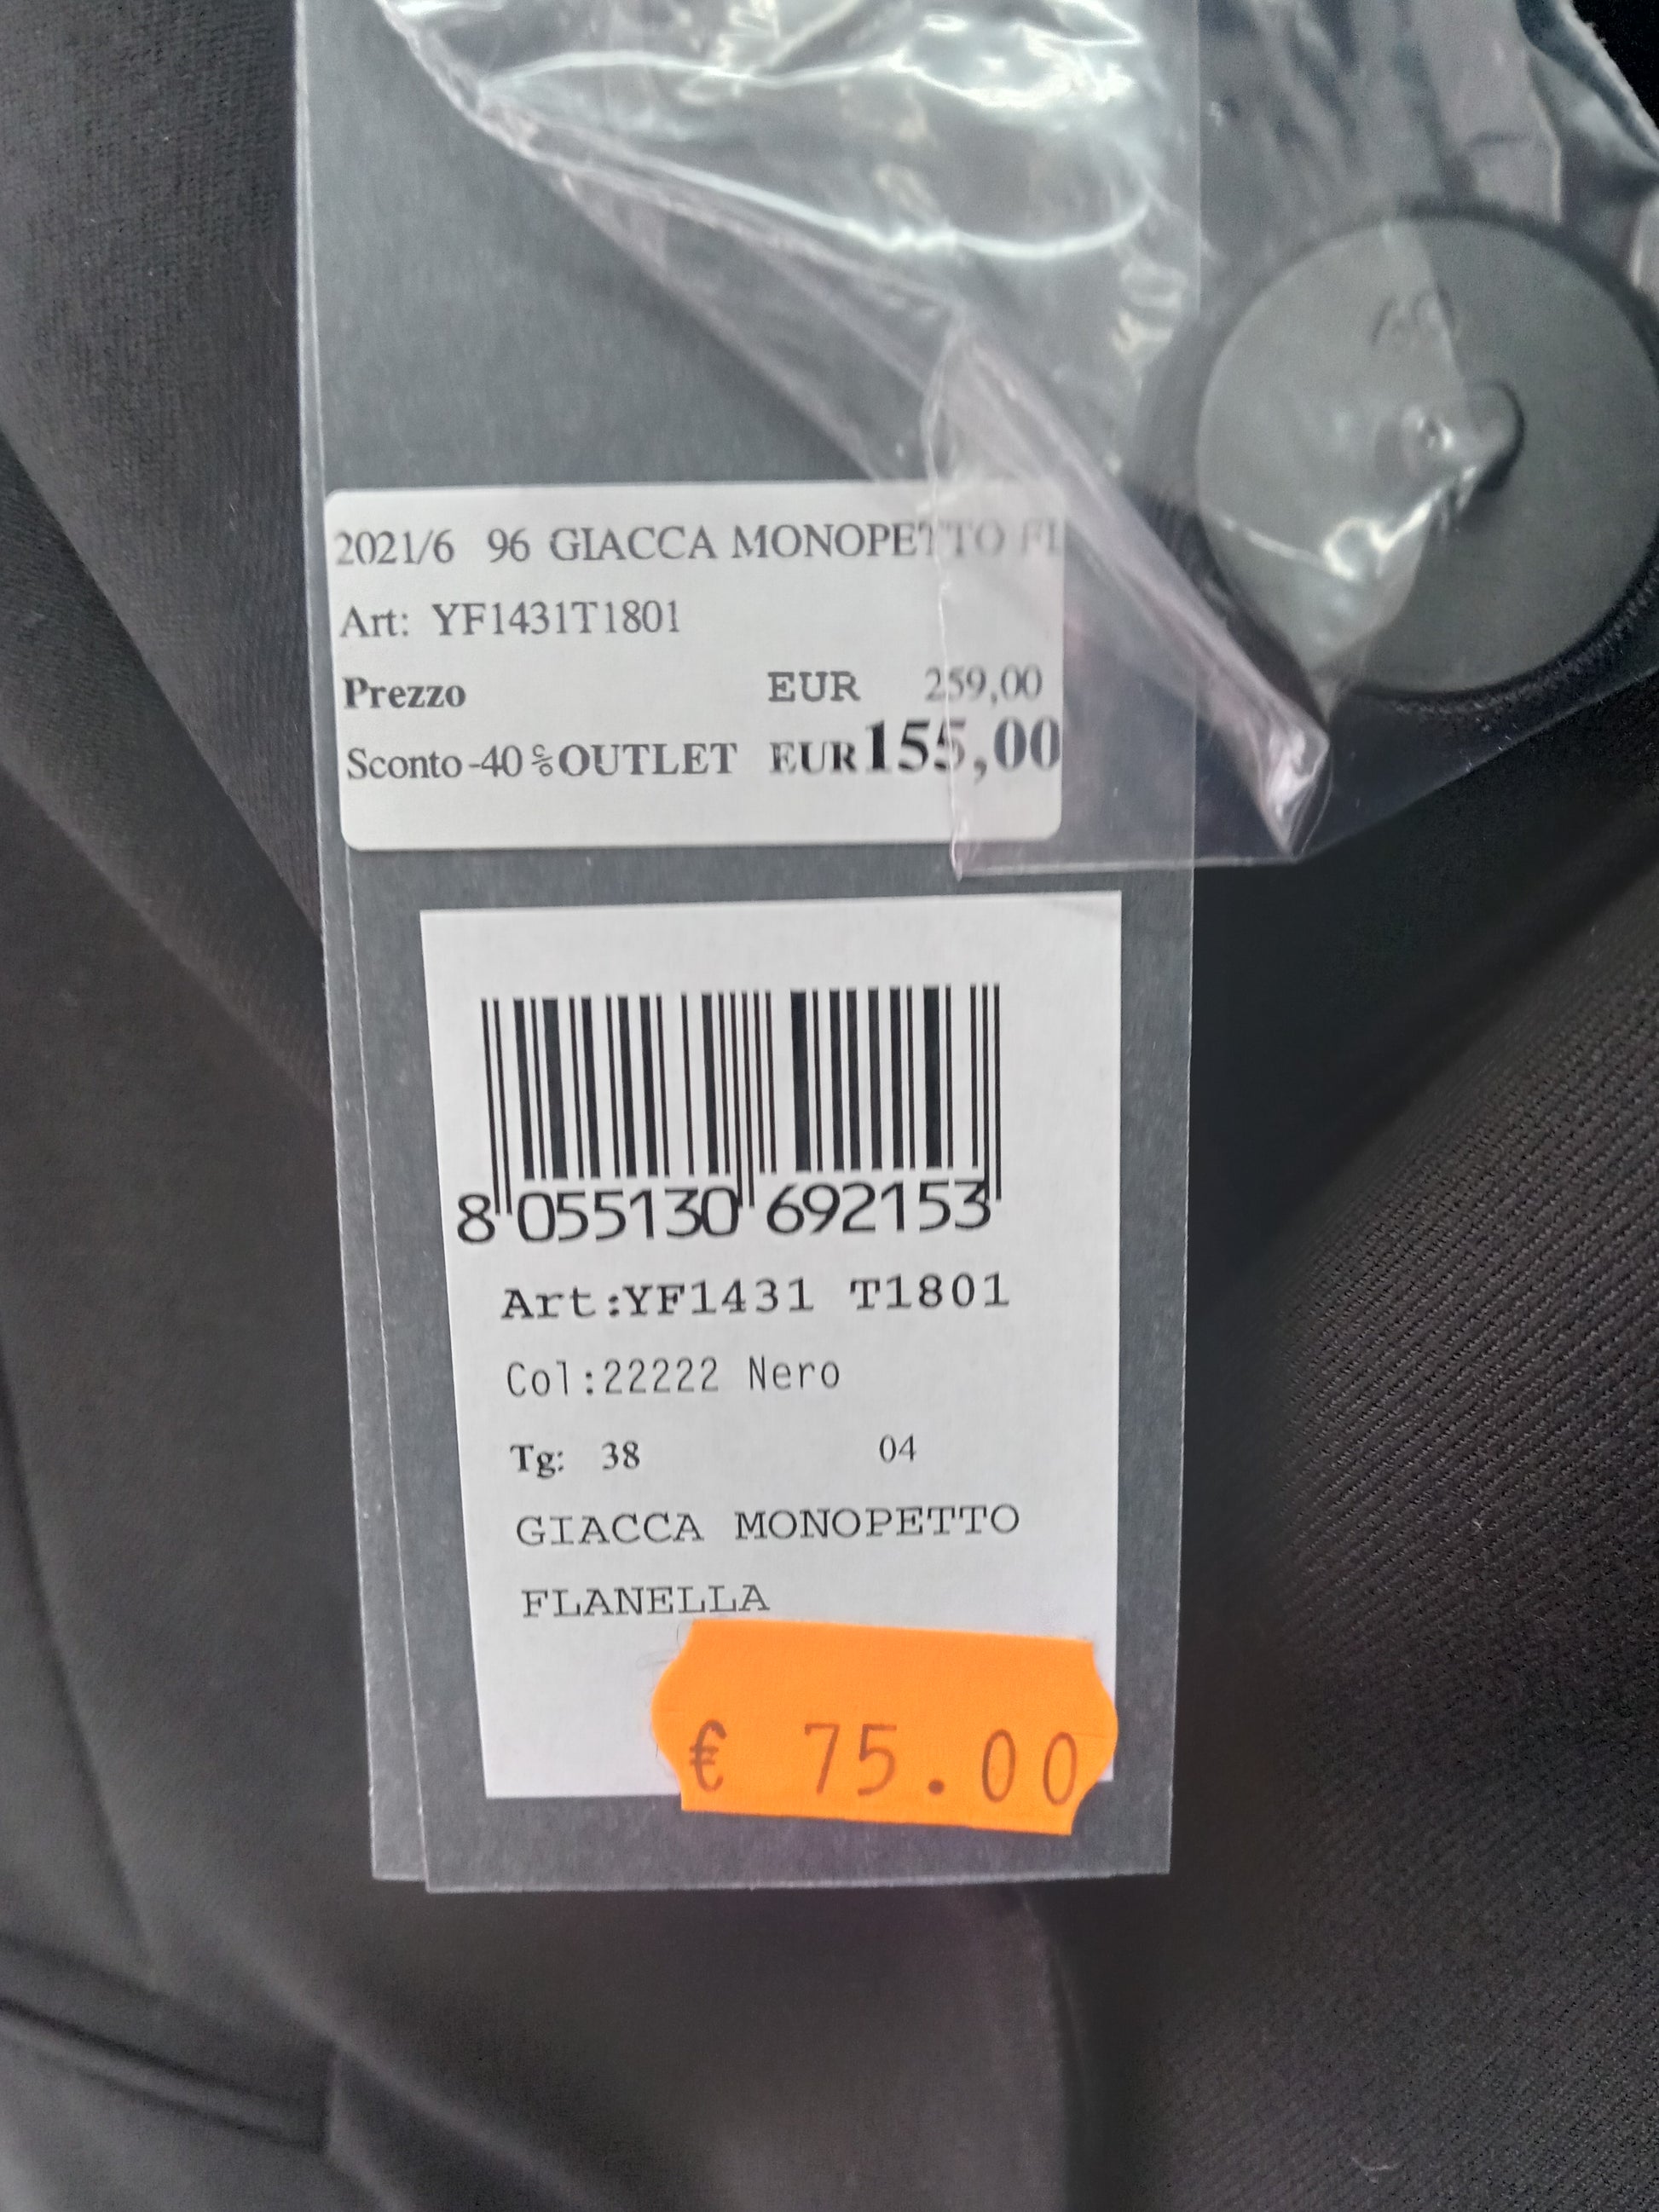 2021/6 96 GIACCA MONOPETTO FL
Art: YF1431T1801
Prezzo EUR 259,00
Sconto -40 % OUTLET EUR 155,00
8 055130 692153
Art:YF1431 T1801
Col:22222 Nero
Tg: 38 04
GIACCA MONOPETTO
FLANELLA
€ 75.00